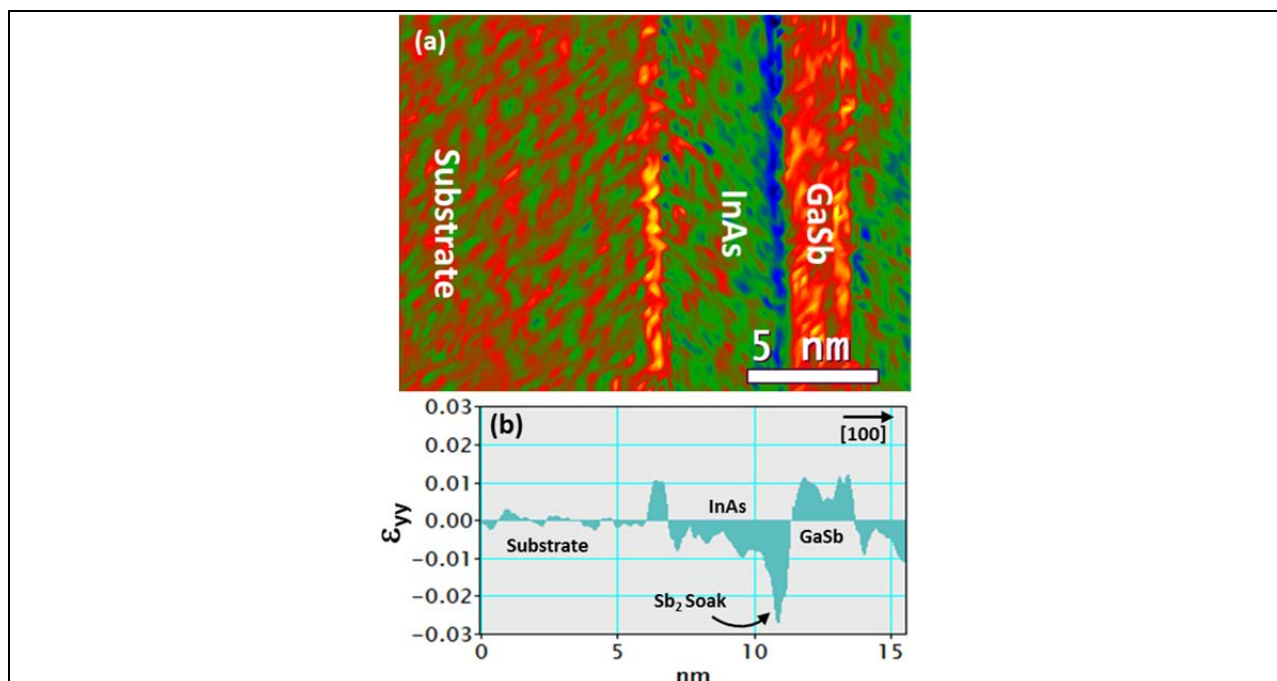 (a)
Substrate
InAs
GaSb
5 nm
0.03
0.02
0.01
0.00
-0.01
-0.02
-0.03
εyy
(b)
[100]
InAs
Substrate
GaSb
Sb2 Soak
0
5
10
15
nm